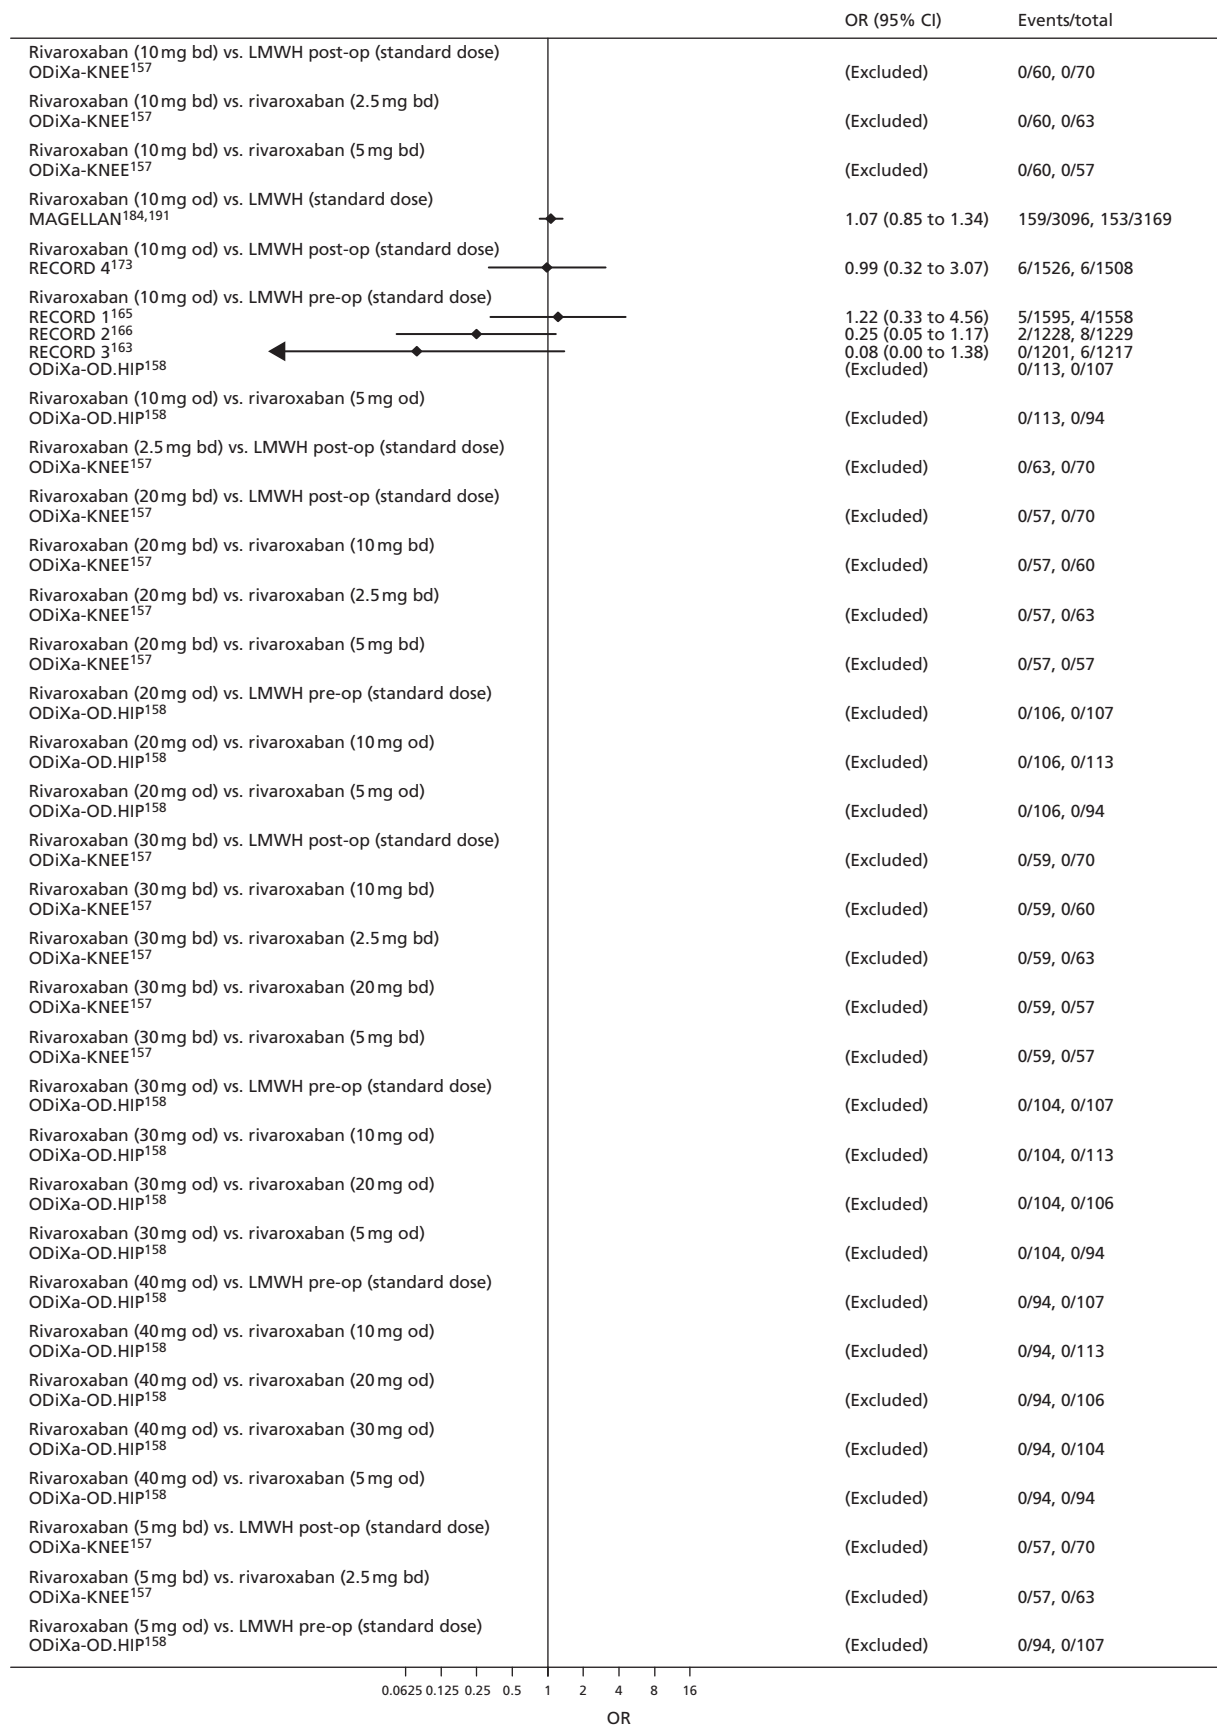 OR (95% CI) Events/total
Rivaroxaban (10 mg bd) vs. LMWH post-op (standard dose)
ODiXa-KNEE157 (Excluded) 0/60, 0/70
Rivaroxaban (10 mg bd) vs. rivaroxaban (2.5 mg bd)
ODiXa-KNEE157 (Excluded) 0/60, 0/63
Rivaroxaban (10 mg bd) vs. rivaroxaban (5 mg bd)
ODiXa-KNEE157 (Excluded) 0/60, 0/57
Rivaroxaban (10 mg od) vs. LMWH (standard dose)
MAGELLAN184,191 1.07 (0.85 to 1.34) 159/3096, 153/3169
Rivaroxaban (10 mg od) vs. LMWH post-op (standard dose)
RECORD 4173 0.99 (0.32 to 3.07) 6/1526, 6/1508
Rivaroxaban (10 mg od) vs. LMWH pre-op (standard dose)
RECORD 1165 1.22 (0.33 to 4.56) 5/1595, 4/1558
RECORD 2166 0.25 (0.05 to 1.17) 2/1228, 8/1229
RECORD 3163 0.08 (0.00 to 1.38) 0/1201, 6/1217
ODiXa-OD.HIP158 (Excluded) 0/113, 0/107
Rivaroxaban (10 mg od) vs. rivaroxaban (5 mg od)
ODiXa-OD.HIP158 (Excluded) 0/113, 0/94
Rivaroxaban (2.5 mg bd) vs. LMWH post-op (standard dose)
ODiXa-KNEE157 (Excluded) 0/63, 0/70
Rivaroxaban (20 mg bd) vs. LMWH post-op (standard dose)
ODiXa-KNEE157 (Excluded) 0/57, 0/70
Rivaroxaban (20 mg bd) vs. rivaroxaban (10 mg bd)
ODiXa-KNEE157 (Excluded) 0/57, 0/60
Rivaroxaban (20 mg bd) vs. rivaroxaban (2.5 mg bd)
ODiXa-KNEE157 (Excluded) 0/57, 0/63
Rivaroxaban (20 mg bd) vs. rivaroxaban (5 mg bd)
ODiXa-KNEE157 (Excluded) 0/57, 0/57
Rivaroxaban (20 mg od) vs. LMWH pre-op (standard dose)
ODiXa-OD.HIP158 (Excluded) 0/106, 0/107
Rivaroxaban (20 mg od) vs. rivaroxaban (10 mg od)
ODiXa-OD.HIP158 (Excluded) 0/106, 0/113
Rivaroxaban (20 mg od) vs. rivaroxaban (5 mg od)
ODiXa-OD.HIP158 (Excluded) 0/106, 0/94
Rivaroxaban (30 mg bd) vs. LMWH post-op (standard dose)
ODiXa-KNEE157 (Excluded) 0/59, 0/70
Rivaroxaban (30 mg bd) vs. rivaroxaban (10 mg bd)
ODiXa-KNEE157 (Excluded) 0/59, 0/60
Rivaroxaban (30 mg bd) vs. rivaroxaban (2.5 mg bd)
ODiXa-KNEE157 (Excluded) 0/59, 0/63
Rivaroxaban (30 mg bd) vs. rivaroxaban (20 mg bd)
ODiXa-KNEE157 (Excluded) 0/59, 0/57
Rivaroxaban (30 mg bd) vs. rivaroxaban (5 mg bd)
ODiXa-KNEE157 (Excluded) 0/59, 0/57
Rivaroxaban (30 mg od) vs. LMWH pre-op (standard dose)
ODiXa-OD.HIP158 (Excluded) 0/104, 0/107
Rivaroxaban (30 mg od) vs. rivaroxaban (10 mg od)
ODiXa-OD.HIP158 (Excluded) 0/104, 0/113
Rivaroxaban (30 mg od) vs. rivaroxaban (20 mg od)
ODiXa-OD.HIP158 (Excluded) 0/104, 0/106
Rivaroxaban (30 mg od) vs. rivaroxaban (5 mg od)
ODiXa-OD.HIP158 (Excluded) 0/104, 0/94
Rivaroxaban (40 mg od) vs. LMWH pre-op (standard dose)
ODiXa-OD.HIP158 (Excluded) 0/94, 0/107
Rivaroxaban (40 mg od) vs. rivaroxaban (10 mg od)
ODiXa-OD.HIP158 (Excluded) 0/94, 0/113
Rivaroxaban (40 mg od) vs. rivaroxaban (20 mg od)
ODiXa-OD.HIP158 (Excluded) 0/94, 0/106
Rivaroxaban (40 mg od) vs. rivaroxaban (30 mg od)
ODiXa-OD.HIP158 (Excluded) 0/94, 0/104
Rivaroxaban (40 mg od) vs. rivaroxaban (5 mg od)
ODiXa-OD.HIP158 (Excluded) 0/94, 0/94
Rivaroxaban (5 mg bd) vs. LMWH post-op (standard dose)
ODiXa-KNEE157 (Excluded) 0/57, 0/70
Rivaroxaban (5 mg bd) vs. rivaroxaban (2.5 mg bd)
ODiXa-KNEE157 (Excluded) 0/57, 0/63
Rivaroxaban (5 mg od) vs. LMWH pre-op (standard dose)
ODiXa-OD.HIP158 (Excluded) 0/94, 0/107
0.0625 0.125 0.25 0.5 1 2 4 8 16
OR